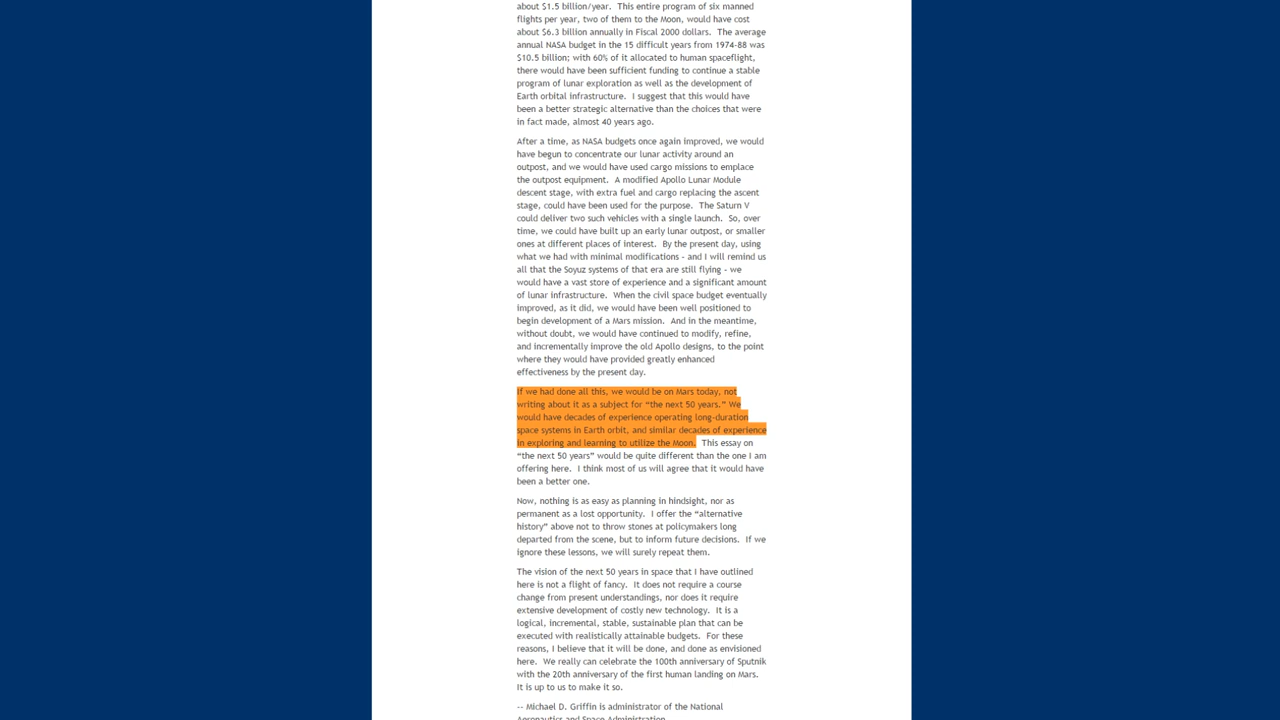 about $1.5 billion/year.  This entire program of six manned
flights per year, two of them to the Moon, would have cost
about $6.3 billion annually in Fiscal 2000 dollars.  The average
annual NASA budget in the 15 difficult years from 1974-88 was
$10.5 billion; with 60% of it allocated to human spaceflight,
there would have been sufficient funding to continue a stable
program of lunar exploration as well as the development of
Earth orbital infrastructure.  I suggest that this would have
been a better strategic alternative than the choices that were
in fact made, almost 40 years ago.
After a time, as NASA budgets once again improved, we would
have begun to concentrate our lunar activity around an
outpost, and we would have used cargo missions to emplace
the outpost equipment.  A modified Apollo Lunar Module
descent stage, with extra fuel and cargo replacing the ascent
stage, could have been used for the purpose.  The Saturn V
could deliver two such vehicles with a single launch.  So, over
time, we could have built up an early lunar outpost, or smaller
ones at different places of interest.  By the present day, using
what we had with minimal modifications - and I will remind us
all that the Soyuz systems of that era are still flying - we
would have a vast store of experience and a significant amount
of lunar infrastructure.  When the civil space budget eventually
improved, as it did, we would have been well positioned to
begin development of a Mars mission.  And in the meantime,
without doubt, we would have continued to modify, refine,
and incrementally improve the old Apollo designs, to the point
where they would have provided greatly enhanced
effectiveness by the present day.
If we had done all this, we would be on Mars today, not
writing about it as a subject for “the next 50 years.” We
would have decades of experience operating long-duration
space systems in Earth orbit, and similar decades of experience
in exploring and learning to utilize the Moon.  This essay on
“the next 50 years” would be quite different than the one I am
offering here.  I think most of us will agree that it would have
been a better one.
Now, nothing is as easy as planning in hindsight, nor as
permanent as a lost opportunity.  I offer the “alternative
history” above not to throw stones at policymakers long
departed from the scene, but to inform future decisions.  If we
ignore these lessons, we will surely repeat them.
The vision of the next 50 years in space that I have outlined
here is not a flight of fancy.  It does not require a course
change from present understandings, nor does it require
extensive development of costly new technology.  It is a
logical, incremental, stable, sustainable plan that can be
executed with realistically attainable budgets.  For these
reasons, I believe that it will be done, and done as envisioned
here.  We really can celebrate the 100th anniversary of Sputnik
with the 20th anniversary of the first human landing on Mars.
It is up to us to make it so.
-- Michael D. Griffin is administrator of the National
Aeronautics and Space Administration